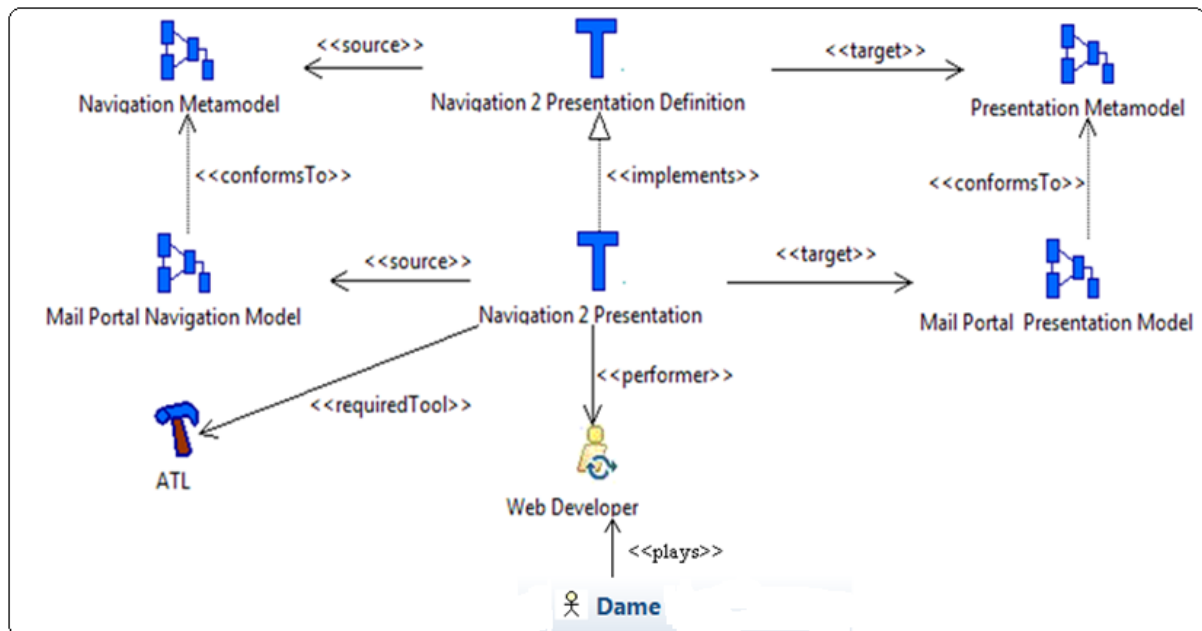 <<source>>
<<target>>
Navigation Metamodel
Navigation 2 Presentation Definition
Presentation Metamodel
<<conformsTo>>
<<implements>>
<<conformsTo>>
<<source>>
<<target>>
Mail Portal Navigation Model
Navigation 2 Presentation
Mail Portal Presentation Model
<<performer>>
<<requiredTool>>
ATL
Web Developer
<<plays>>
Dame